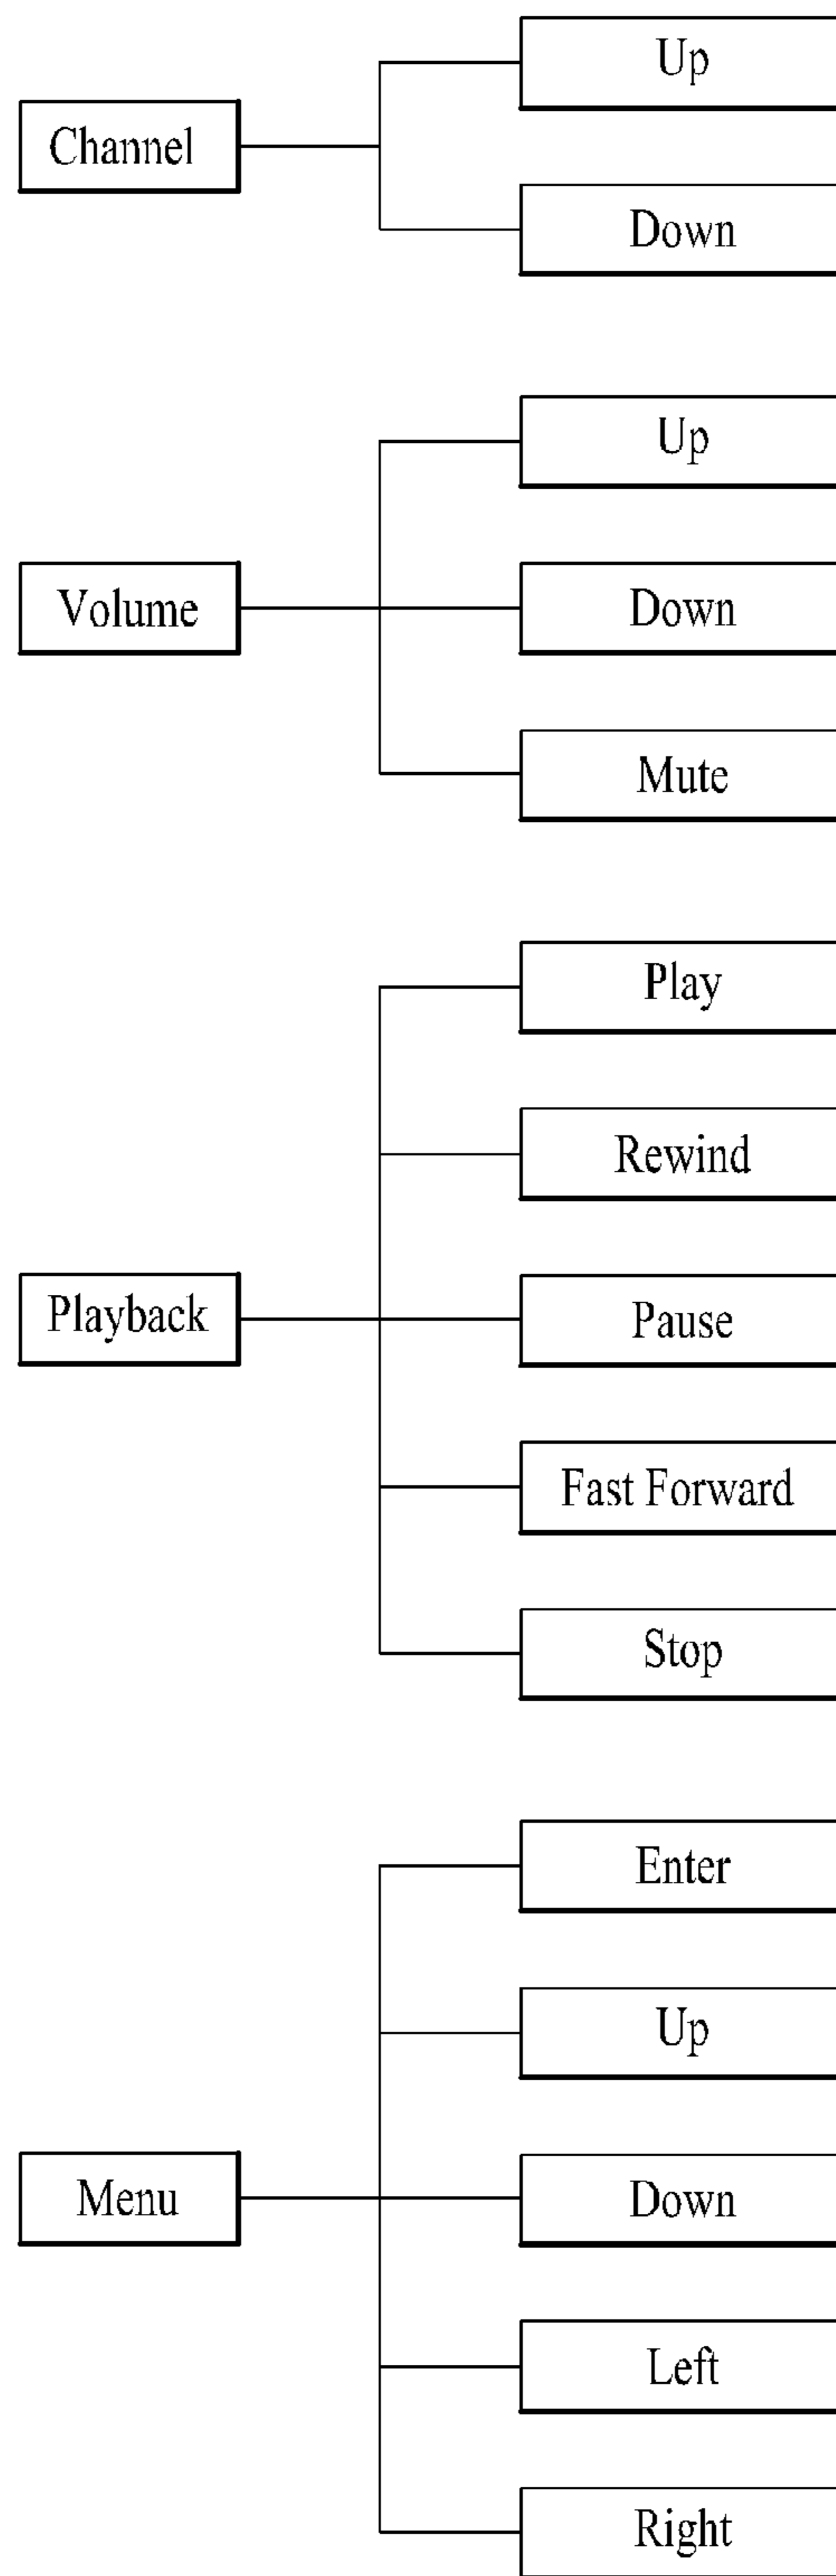 Channel
Up
Down
Volume
Up
Down
Mute
Playback
Play
Rewind
Pause
Fast Forward
Stop
Menu
Enter
Up
Down
Left
Right